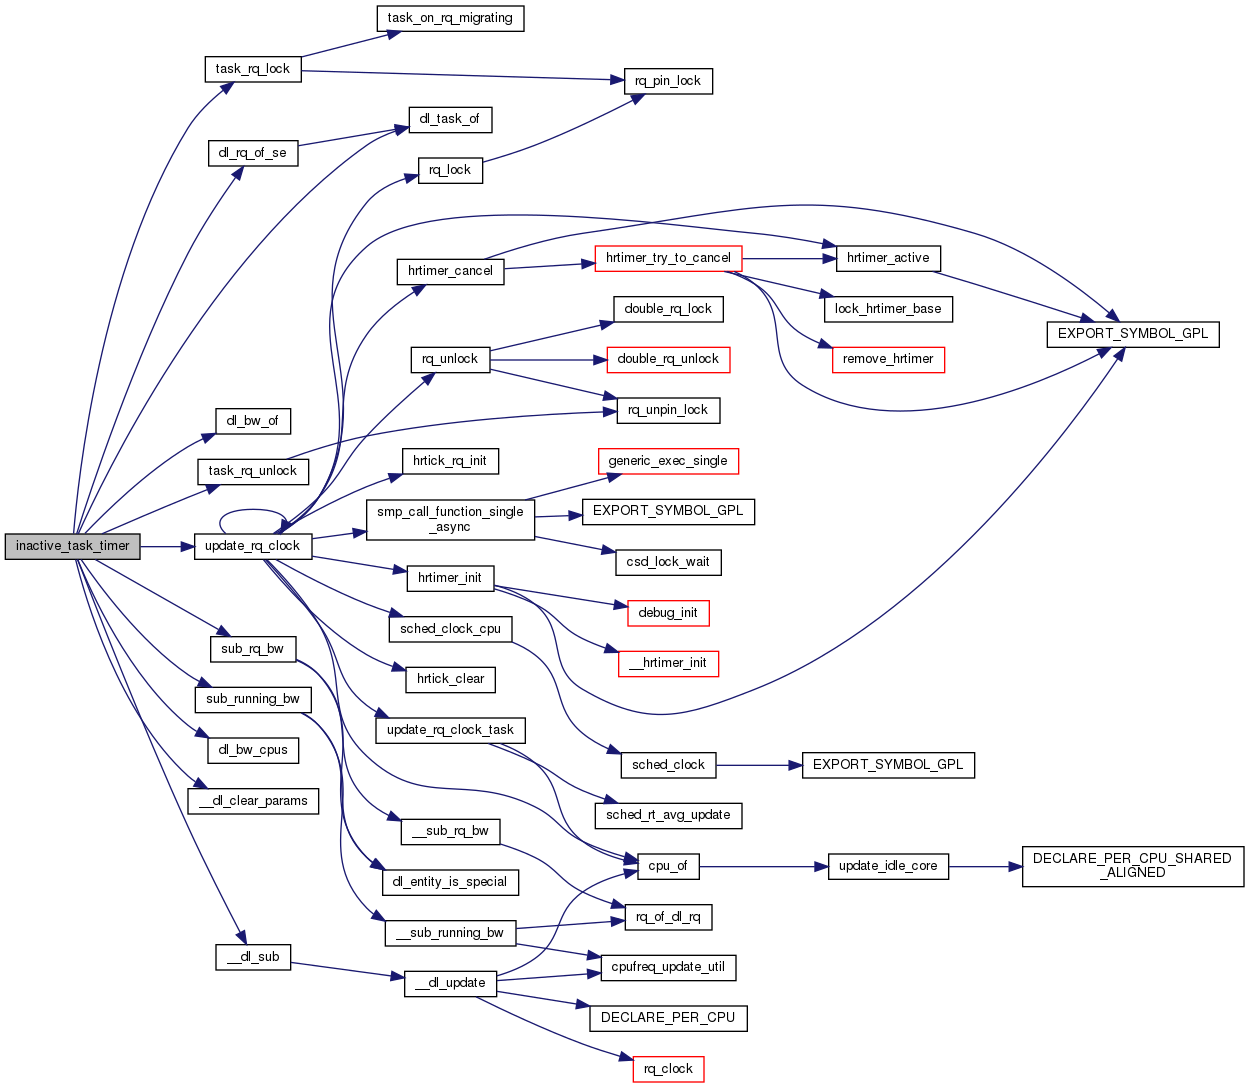 task_on_rq_migrating
task_rq_lock
rq_pin_lock
dl_task_of
dl_rq_of_se
rq_lock
hrtimer_cancel
hrtimer_try_to_cancel
hrtimer_active
double_rq_lock
lock_hrtimer_base
EXPORT_SYMBOL_GPL
rq_unlock
double_rq_unlock
remove_hrtimer
dl_bw_of
rq_unpin_lock
task_rq_unlock
hrtick_rq_init
generic_exec_single
smp_call_function_single
_async
EXPORT_SYMBOL_GPL
inactive_task_timer
update_rq_clock
csd_lock_wait
hrtimer_init
debug_init
sched_clock_cpu
sub_rq_bw
__hrtimer_init
hrtick_clear
sub_running_bw
update_rq_clock_task
dl_bw_cpus
sched_clock
EXPORT_SYMBOL_GPL
__dl_clear_params
sched_rt_avg_update
__sub_rq_bw
cpu_of
update_idle_core
DECLARE_PER_CPU_SHARED
_ALIGNED
dl_entity_is_special
rq_of_dl_rq
__sub_running_bw
__dl_sub
cpufreq_update_util
__dl_update
DECLARE_PER_CPU
rq_clock